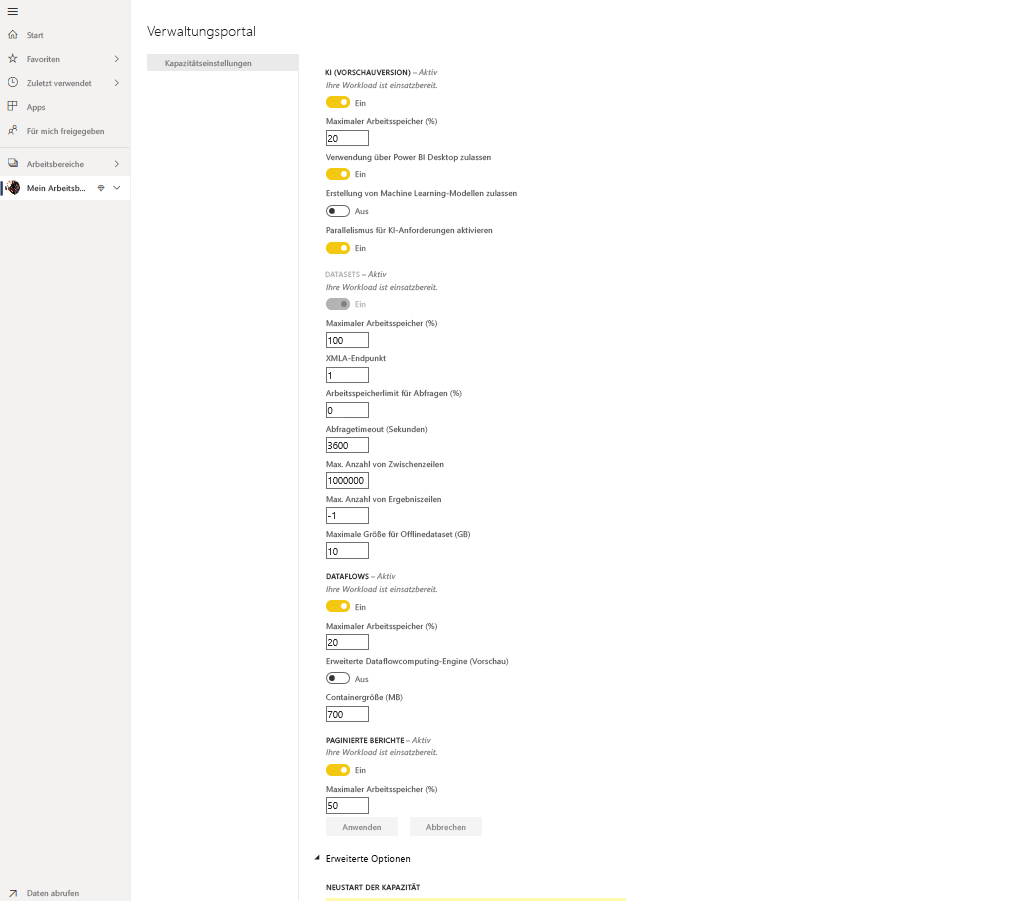 Start
Favoriten
Zuletzt verwendet
Apps
Für mich freigegeben
Arbeitsbereiche
Mein Arbeitsb...
Daten abrufen
Verwaltungsportal
Kapazitätseinstellungen
KI (VORSCHAUVERSION) – Aktiv
Ihre Workload ist einsatzbereit.
Ein
Maximaler Arbeitsspeicher (%)
20
Verwendung über Power BI Desktop zulassen
Ein
Erstellung von Machine Learning-Modellen zulassen
Aus
Parallelismus für KI-Anforderungen aktivieren
Ein
DATASETS – Aktiv
Ihre Workload ist einsatzbereit.
Ein
Maximaler Arbeitsspeicher (%)
100
XMLA-Endpunkt
1
Arbeitsspeicherlimit für Abfragen (%)
0
Abfragetimeout (Sekunden)
3600
Max. Anzahl von Zwischenzeilen
1000000
Max. Anzahl von Ergebniszeilen
-1
Maximale Größe für Offlinedataset (GB)
10
DATAFLOWS – Aktiv
Ihre Workload ist einsatzbereit.
Ein
Maximaler Arbeitsspeicher (%)
20
Erweiterte Dataflowcomputing-Engine (Vorschau)
Aus
Containergröße (MB)
700
PAGINIERTE BERICHTE – Aktiv
Ihre Workload ist einsatzbereit.
Ein
Maximaler Arbeitsspeicher (%)
50
Anwenden Abbrechen
Erweiterte Optionen
NEUSTART DER KAPAZITÄT